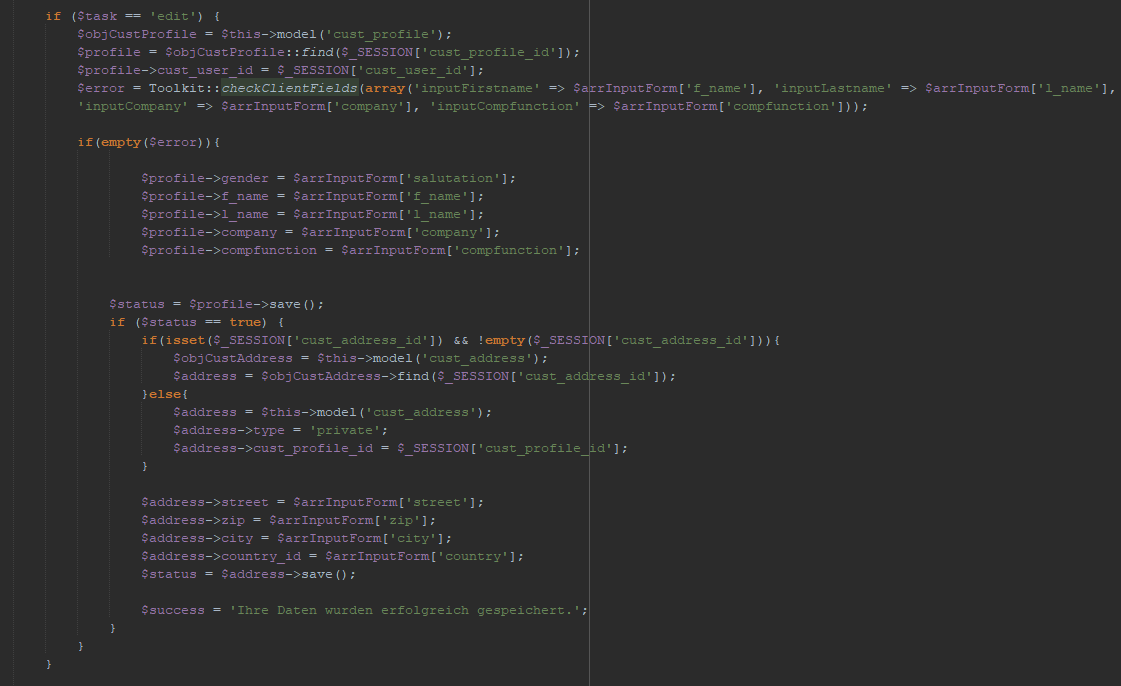 if ($task == 'edit') {
$objCustProfile = $this->model('cust_profile');
$profile = $objCustProfile::find($_SESSION['cust_profile_id']);
$profile->cust_user_id = $_SESSION['cust_user_id'];
$error = Toolkit::checkClientFields(array('inputFirstname' => $arrInputForm['f_name'], 'inputLastname' => $arrInputForm['l_name'],
'inputCompany' => $arrInputForm['company'], 'inputCompfunction' => $arrInputForm['compfunction']));
if(empty($error)){
$profile->gender = $arrInputForm['salutation'];
$profile->f_name = $arrInputForm['f_name'];
$profile->l_name = $arrInputForm['l_name'];
$profile->company = $arrInputForm['company'];
$profile->compfunction = $arrInputForm['compfunction'];
$status = $profile->save();
if ($status == true) {
if(isset($_SESSION['cust_address_id']) && !empty($_SESSION['cust_address_id'])){
$objCustAddress = $this->model('cust_address');
$address = $objCustAddress->find($_SESSION['cust_address_id']);
}else{
$address = $this->model('cust_address');
$address->type = 'private';
$address->cust_profile_id = $_SESSION['cust_profile_id'];
}
$address->street = $arrInputForm['street'];
$address->zip = $arrInputForm['zip'];
$address->city = $arrInputForm['city'];
$address->country_id = $arrInputForm['country'];
$status = $address->save();
$success = 'Ihre Daten wurden erfolgreich gespeichert.';
}
}
}